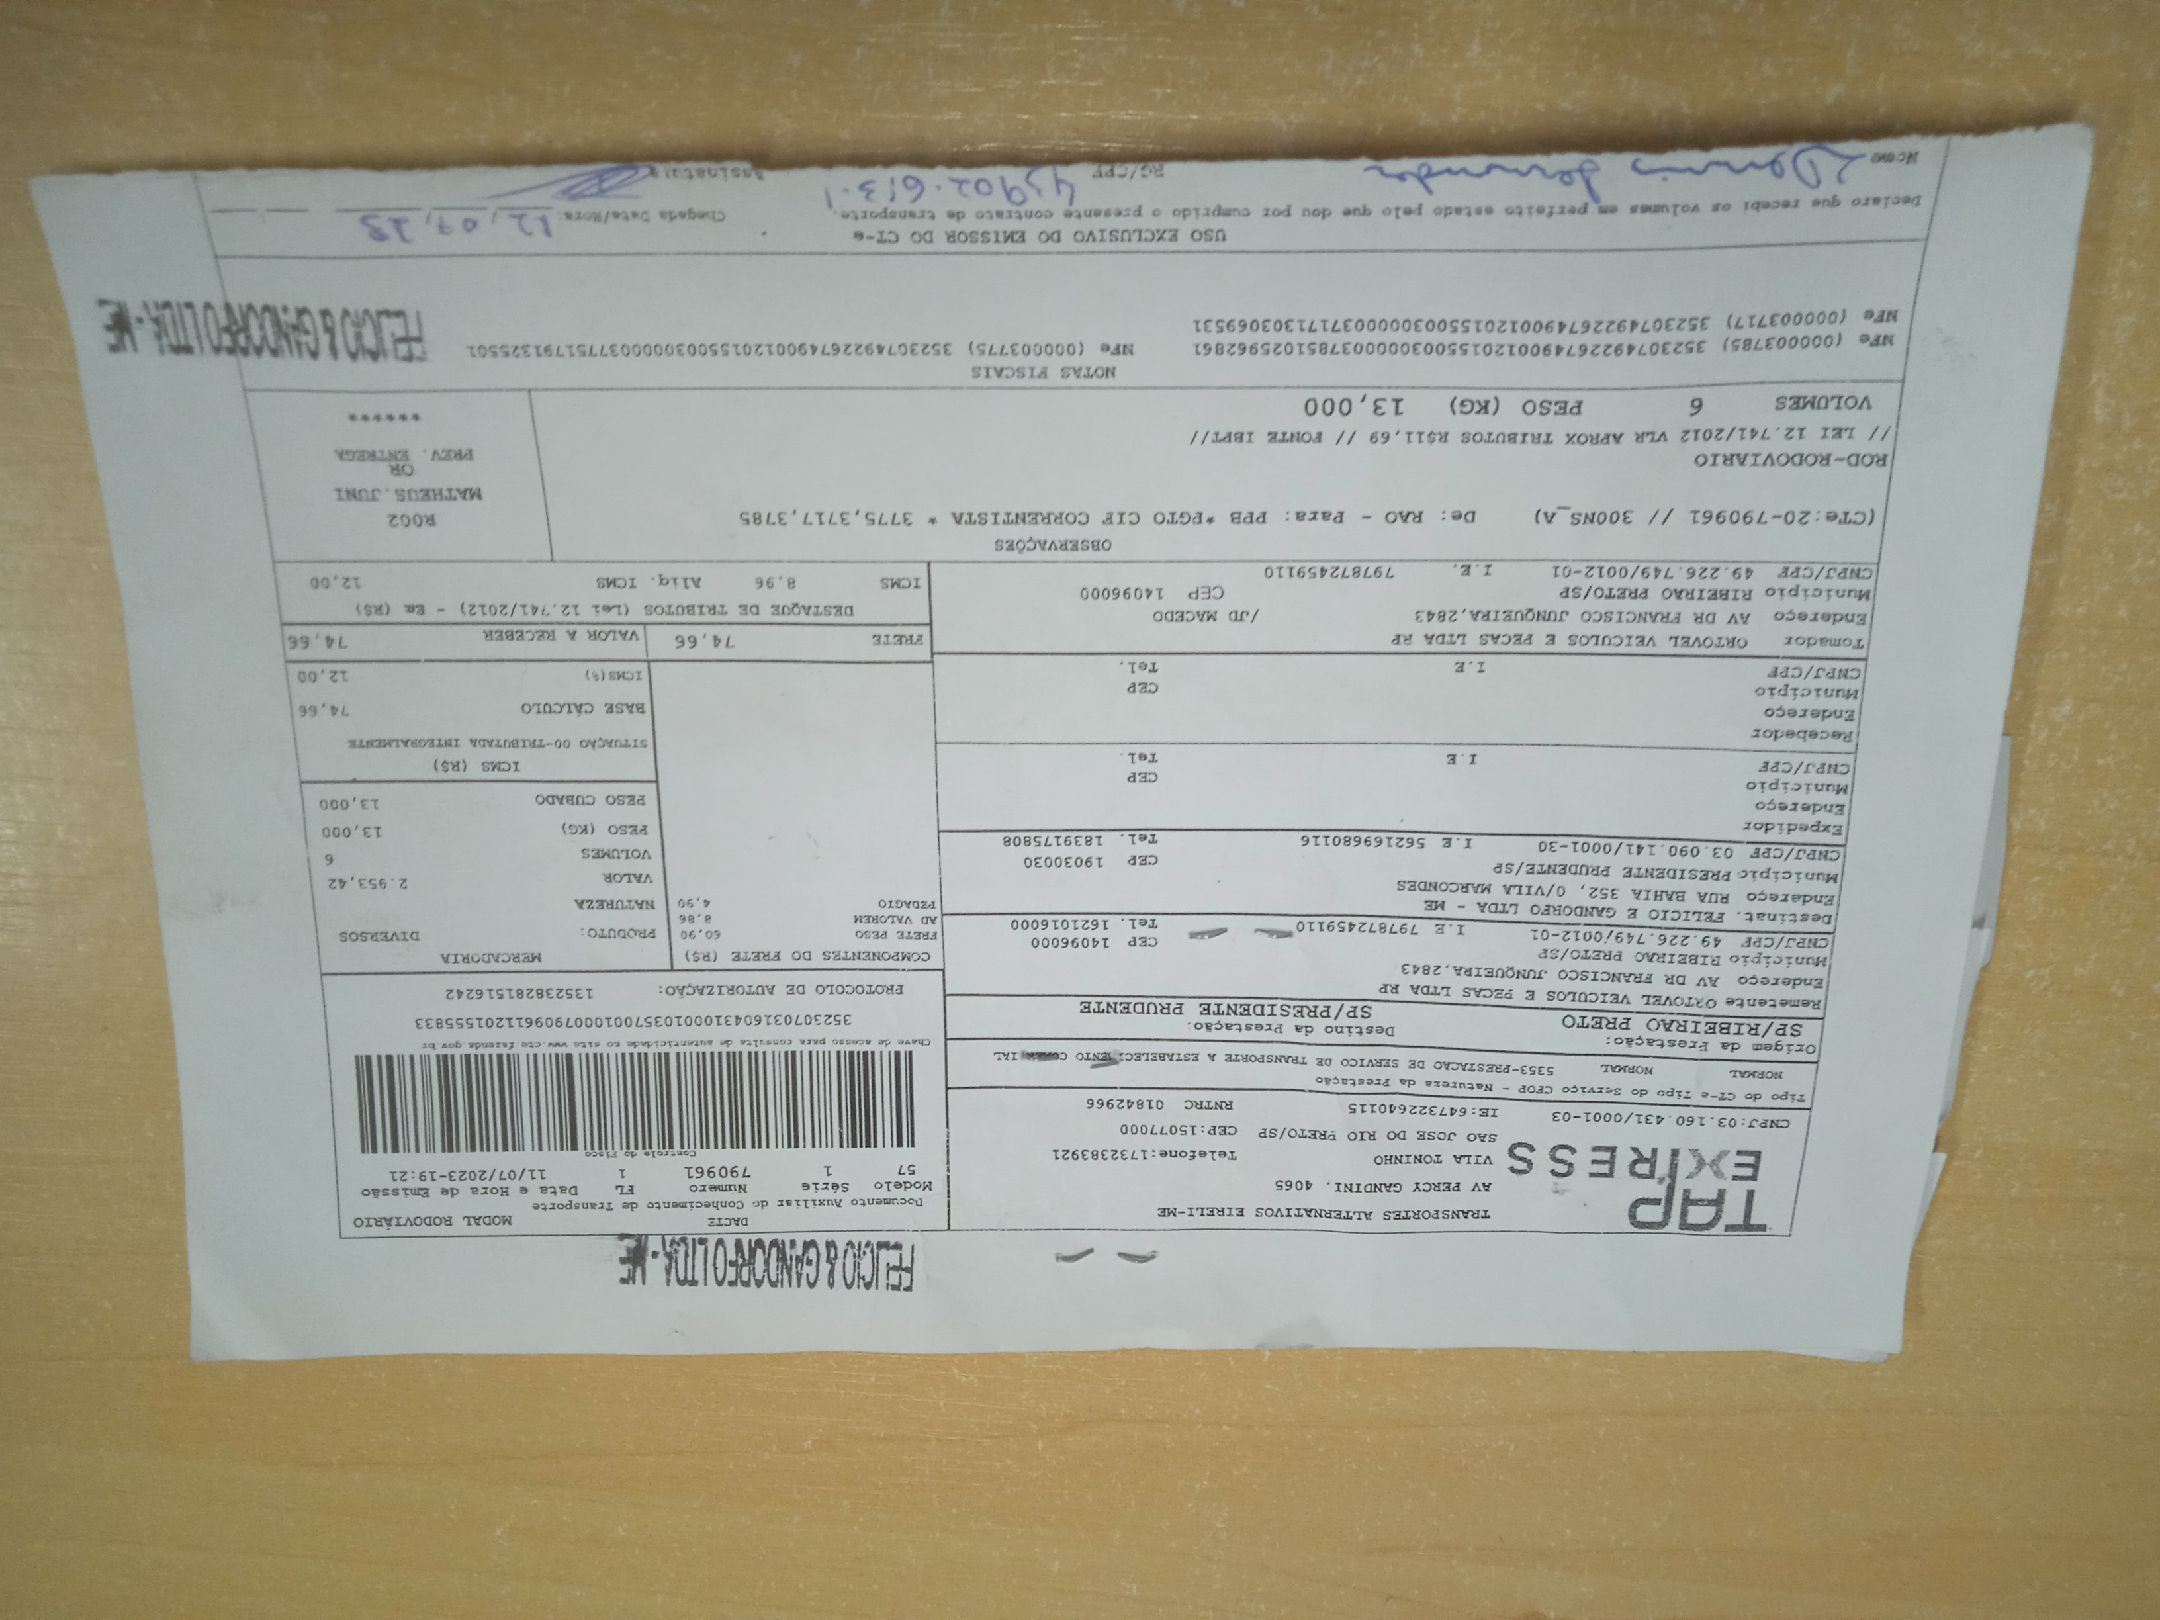 FELICIO & GANDORFO LTDA - ME
TAP
EXPRESS
TRANSPORTES ALTERNATIVOS EIRELI-ME
AV PERCY GANDINI, 4065
VILA TONINHO Telefone:1732383921
SAO JOSE DO RIO PRETO/SP CEP:15077000
CNPJ:03.160.431/0001-03 IE:647322640115 RNTRC 01842966
DACTE MODAL RODOVIÁRIO
Documento Auxiliar do Conhecimento de Transporte
Modelo Série Numero FL Data e Hora de Emissão
57 1 790961 1 11/07/2023-19:21
Controle do Fisco
Chave de acesso para consulta de autenticidade no site www.cte.fazenda.gov.br
35230703160431000103570010007909611201555833
PROTOCOLO DE AUTORIZAÇÃO: 135238281516242
Tipo do CT-e Tipo do Serviço CFOP - Natureza da Prestação
NORMAL NORMAL 5353-PRESTACAO DE SERVICO DE TRANSPORTE A ESTABELECIMENTO COMERCIAL
Origem da Prestação: Destino da Prestação:
SP/RIBEIRAO PRETO SP/PRESIDENTE PRUDENTE
Remetente ORTOVEL VEICULOS E PECAS LTDA RP
Endereço AV DR FRANCISCO JUNQUEIRA,2843
Município RIBEIRAO PRETO/SP CEP 14096000
CNPJ/CPF 49.226.749/0012-01 I.E 797872459110 Tel. 1621016000
Destinat. FELICIO E GANDORFO LTDA - ME
Endereço RUA BAHIA 352, 0/VILA MARCONDES
Município PRESIDENTE PRUDENTE/SP CEP 19030030
CNPJ/CPF 03.090.141/0001-30 I.E 562169680116 Tel. 1839175808
Expedidor
Endereço
Município CEP
CNPJ/CPF I.E Tel.
Recebedor
Endereço
Município CEP
CNPJ/CPF I.E Tel.
Tomador ORTOVEL VEICULOS E PECAS LTDA RP
Endereço AV DR FRANCISCO JUNQUEIRA,2843 /JD MACEDO
Município RIBEIRAO PRETO/SP CEP 14096000
CNPJ/CPF 49.226.749/0012-01 I.E. 797872459110
COMPONENTES DO FRETE (R$)
FRETE PESO 60,90
AD VALOREM 8,86
PEDAGIO 4,90
MERCADORIA
PRODUTO: DIVERSOS
NATUREZA
VALOR 2.953,42
VOLUMES 6
PESO (KG) 13,000
PESO CUBADO 13,000
ICMS (R$)
SITUAÇÃO 00-TRIBUTADA INTEGRALMENTE
BASE CÁLCULO 74,66
ICMS(%) 12,00
FRETE 74,66 VALOR A RECEBER 74,66
DESTAQUE DE TRIBUTOS (Lei 12.741/2012) - Em (R$)
ICMS 8,96 Aliq. ICMS 12,00
OBSERVAÇÕES
(CTe:20-790961 // 300NS_A) De: RAO - Para: PPB *PGTO CIF CORRENTISTA * 3775,3717,3785
ROD-RODOVIARIO
// LEI 12.741/2012 VLR APROX TRIBUTOS R$11,69 // FONTE IBPT//
VOLUMES 6 PESO (KG) 13,000
R002
MATHEUS.JUNI
OR
PREV. ENTREGA
******
NOTAS FISCAIS
NFe (000003785) 35230749226749001201550030000037851025962861 NFe (000003775) 35230749226749001201550030000037751791325501
NFe (000003717) 35230749226749001201550030000037171303069531
FELICIO & GANDORFO LTDA - ME
USO EXCLUSIVO DO EMISSOR DO CT-e
Declaro que recebi os volumes em perfeito estado pelo que dou por cumprido o presente contrato de transporte. Chegada Data/Hora: 12, 07, 23
Nome RG/CPF 45902.613-1 Assinatura